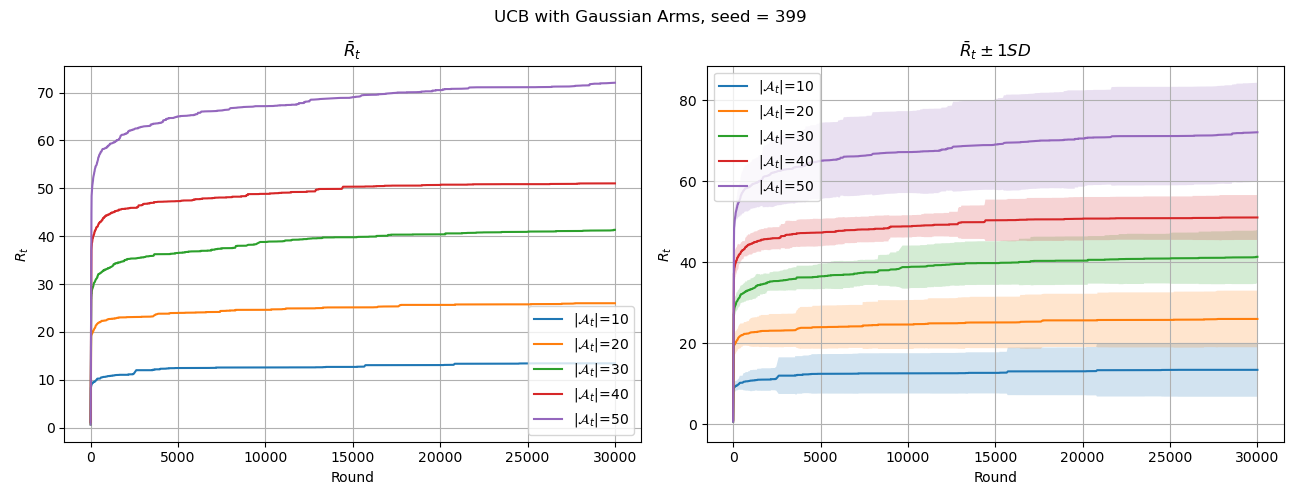 UCB with Gaussian Arms, seed = 399
R̄ₜ
Rₜ
70
60
50
40
30
20
10
0
0 5000 10000 15000 20000 25000 30000
Round
|𝒜ₜ|=10
|𝒜ₜ|=20
|𝒜ₜ|=30
|𝒜ₜ|=40
|𝒜ₜ|=50
R̄ₜ ± 1SD
Rₜ
80
60
40
20
0
0 5000 10000 15000 20000 25000 30000
Round
|𝒜ₜ|=10
|𝒜ₜ|=20
|𝒜ₜ|=30
|𝒜ₜ|=40
|𝒜ₜ|=50